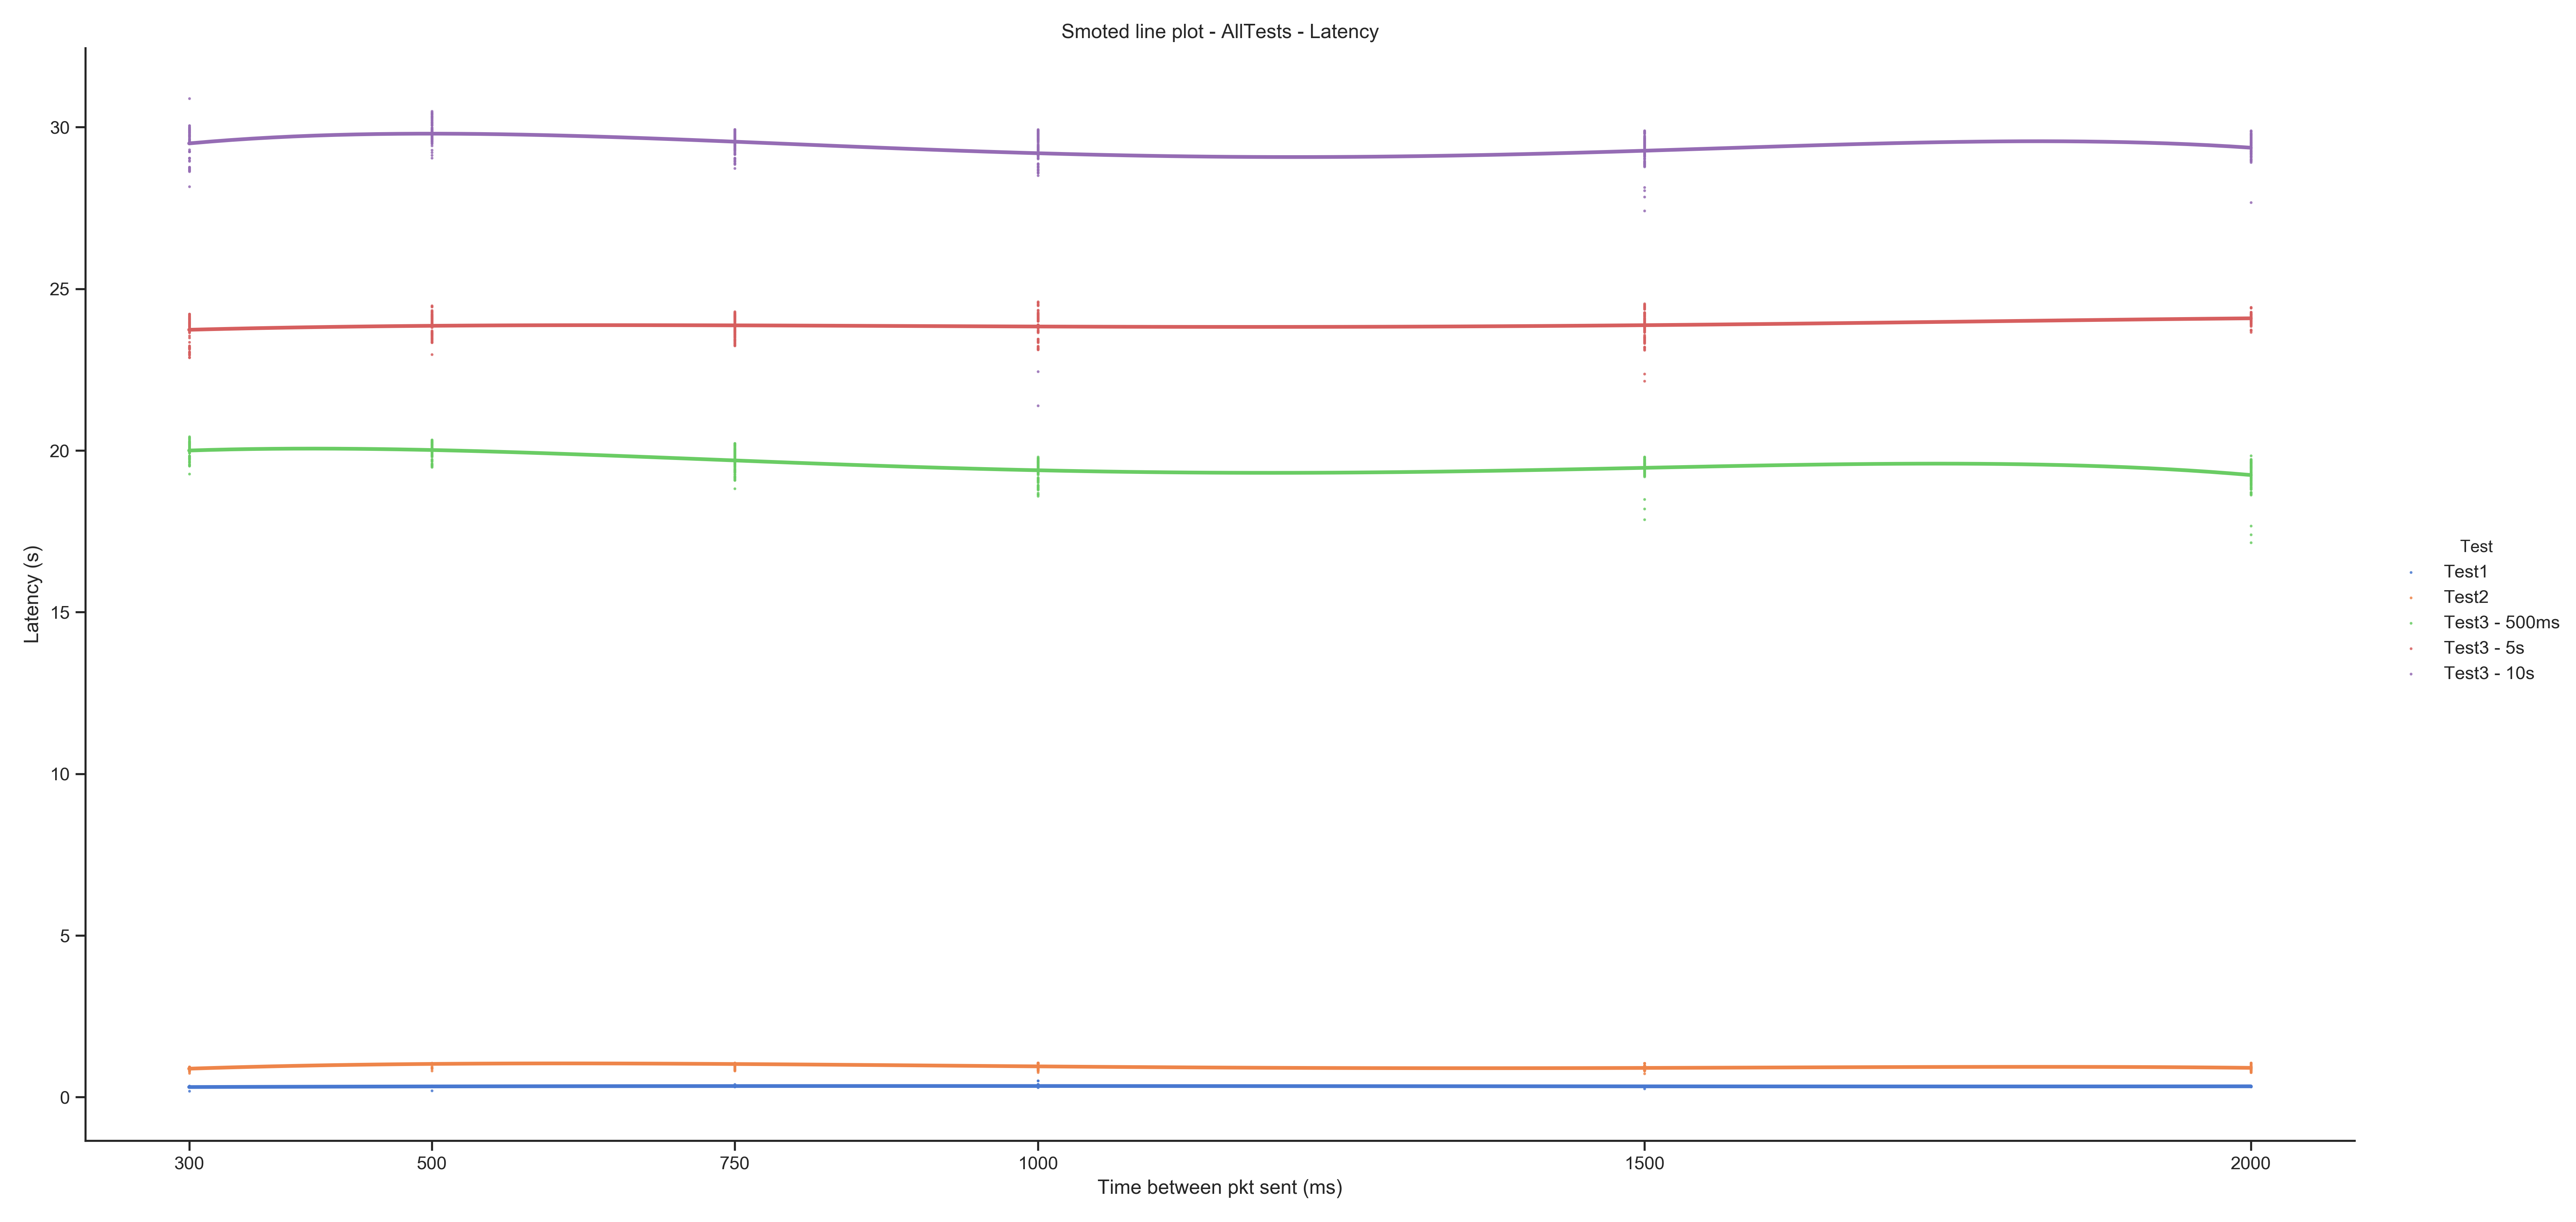 Smoted line plot - AllTests - Latency
30
25
20
15
10
5
0
Latency (s)
300 500 750 1000 1500 2000
Time between pkt sent (ms)
Test
Test1
Test2
Test3 - 500ms
Test3 - 5s
Test3 - 10s